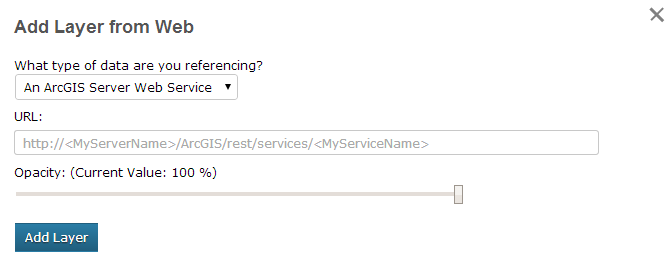 Add Layer from Web
What type of data are you referencing?
An ArcGIS Server Web Service
URL:
http://<MyServerName>/ArcGIS/rest/services/<MyServiceName>
Opacity: (Current Value: 100 %)
Add Layer